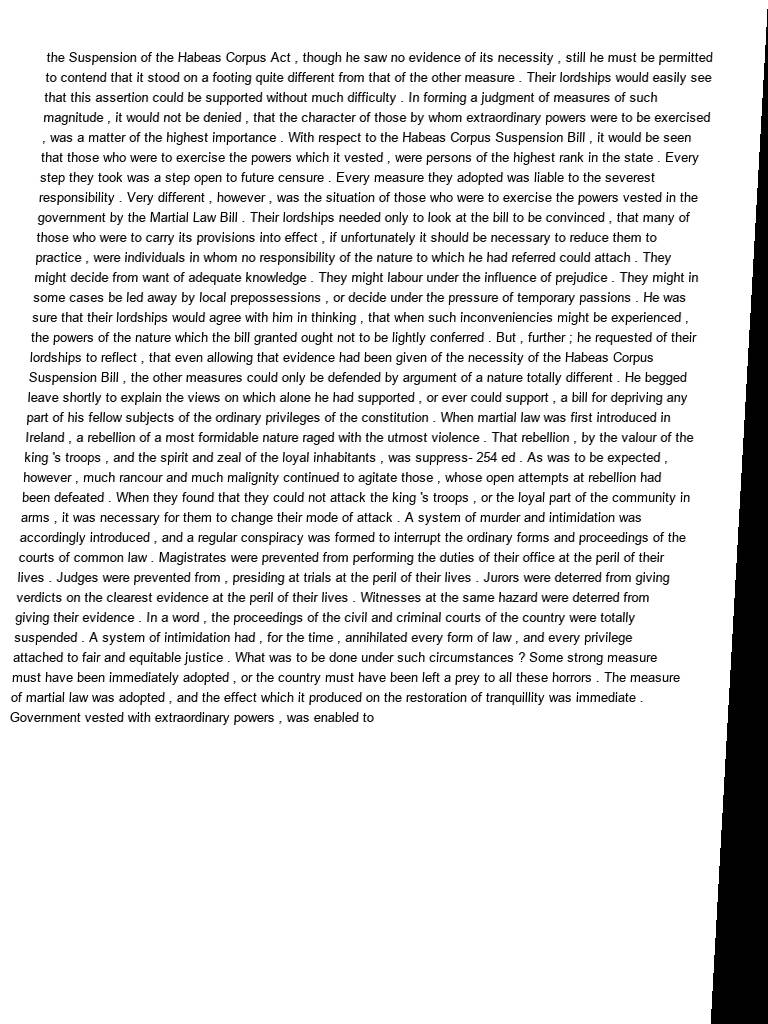 the Suspension of the Habeas Corpus Act , though he saw no evidence of its necessity , still he must be permitted
to contend that it stood on a footing quite different from that of the other measure . Their lordships would easily see
that this assertion could be supported without much difficulty . In forming a judgment of measures of such
magnitude , it would not be denied , that the character of those by whom extraordinary powers were to be exercised
, was a matter of the highest importance . With respect to the Habeas Corpus Suspension Bill , it would be seen
that those who were to exercise the powers which it vested , were persons of the highest rank in the state . Every
step they took was a step open to future censure . Every measure they adopted was liable to the severest
responsibility . Very different , however , was the situation of those who were to exercise the powers vested in the
government by the Martial Law Bill . Their lordships needed only to look at the bill to be convinced , that many of
those who were to carry its provisions into effect , if unfortunately it should be necessary to reduce them to
practice , were individuals in whom no responsibility of the nature to which he had referred could attach . They
might decide from want of adequate knowledge . They might labour under the influence of prejudice . They might in
some cases be led away by local prepossessions , or decide under the pressure of temporary passions . He was
sure that their lordships would agree with him in thinking , that when such inconveniencies might be experienced ,
the powers of the nature which the bill granted ought not to be lightly conferred . But , further ; he requested of their
lordships to reflect , that even allowing that evidence had been given of the necessity of the Habeas Corpus
Suspension Bill , the other measures could only be defended by argument of a nature totally different . He begged
leave shortly to explain the views on which alone he had supported , or ever could support , a bill for depriving any
part of his fellow subjects of the ordinary privileges of the constitution . When martial law was first introduced in
Ireland , a rebellion of a most formidable nature raged with the utmost violence . That rebellion , by the valour of the
king 's troops , and the spirit and zeal of the loyal inhabitants , was suppress- 254 ed . As was to be expected ,
however , much rancour and much malignity continued to agitate those , whose open attempts at rebellion had
been defeated . When they found that they could not attack the king 's troops , or the loyal part of the community in
arms , it was necessary for them to change their mode of attack . A system of murder and intimidation was
accordingly introduced , and a regular conspiracy was formed to interrupt the ordinary forms and proceedings of the
courts of common law . Magistrates were prevented from performing the duties of their office at the peril of their
lives . Judges were prevented from , presiding at trials at the peril of their lives . Jurors were deterred from giving
verdicts on the clearest evidence at the peril of their lives . Witnesses at the same hazard were deterred from
giving their evidence . In a word , the proceedings of the civil and criminal courts of the country were totally
suspended . A system of intimidation had , for the time , annihilated every form of law , and every privilege
attached to fair and equitable justice . What was to be done under such circumstances ? Some strong measure
must have been immediately adopted , or the country must have been left a prey to all these horrors . The measure
of martial law was adopted , and the effect which it produced on the restoration of tranquillity was immediate .
Government vested with extraordinary powers , was enabled to